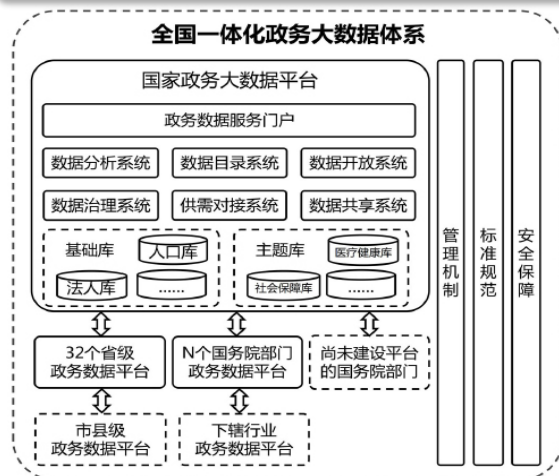 全国一体化政务大数据体系
国家政务大数据平台
政务数据服务门户
数据分析系统
数据目录系统
数据开放系统
数据治理系统
供需对接系统
数据共享系统
基础库
人口库
法人库
......
主题库
医疗健康库
社会保障库
......
32个省级
政务数据平台
N个国务院部门
政务数据平台
尚未建设平台
的国务院部门
市县级
政务数据平台
下辖行业
政务数据平台
管理机制
标准规范
安全保障